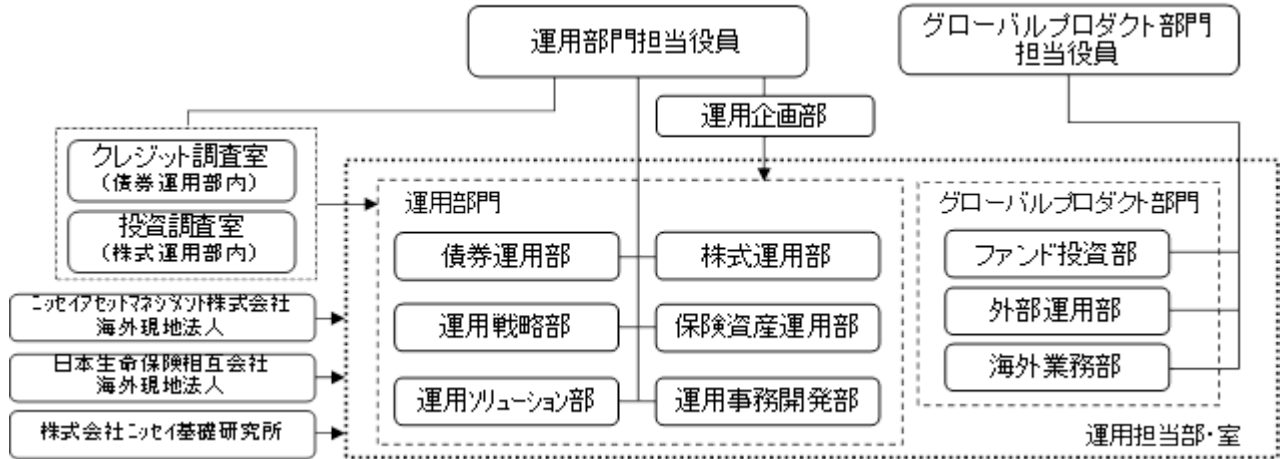 運用部門担当役員
グローバルプロダクト部門
担当役員
運用企画部
クレジット調査室
(債券運用部内)
投資調査室
(株式運用部内)
運用部門
債券運用部
株式運用部
運用戦略部
保険資産運用部
運用ソリューション部
運用事務開発部
グローバルプロダクト部門
ファンド投資部
外部運用部
海外業務部
ニッセイアセットマネジメント株式会社
海外現地法人
日本生命保険相互会社
海外現地法人
株式会社ニッセイ基礎研究所
運用担当部・室